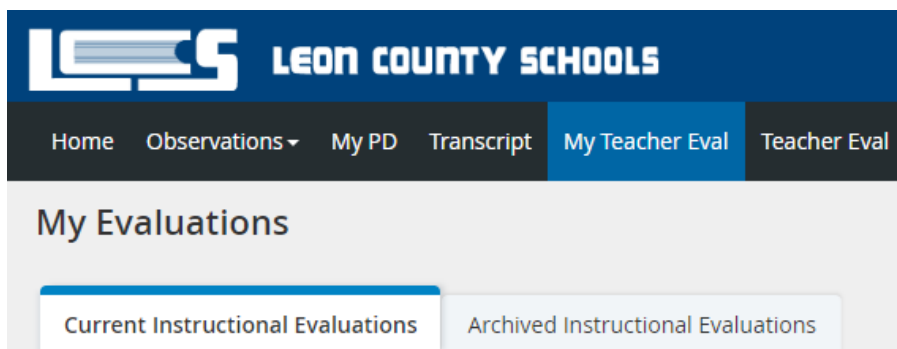 LCS LEON COUNTY SCHOOLS
Home Observations My PD Transcript My Teacher Eval Teacher Eval
My Evaluations
Current Instructional Evaluations Archived Instructional Evaluations